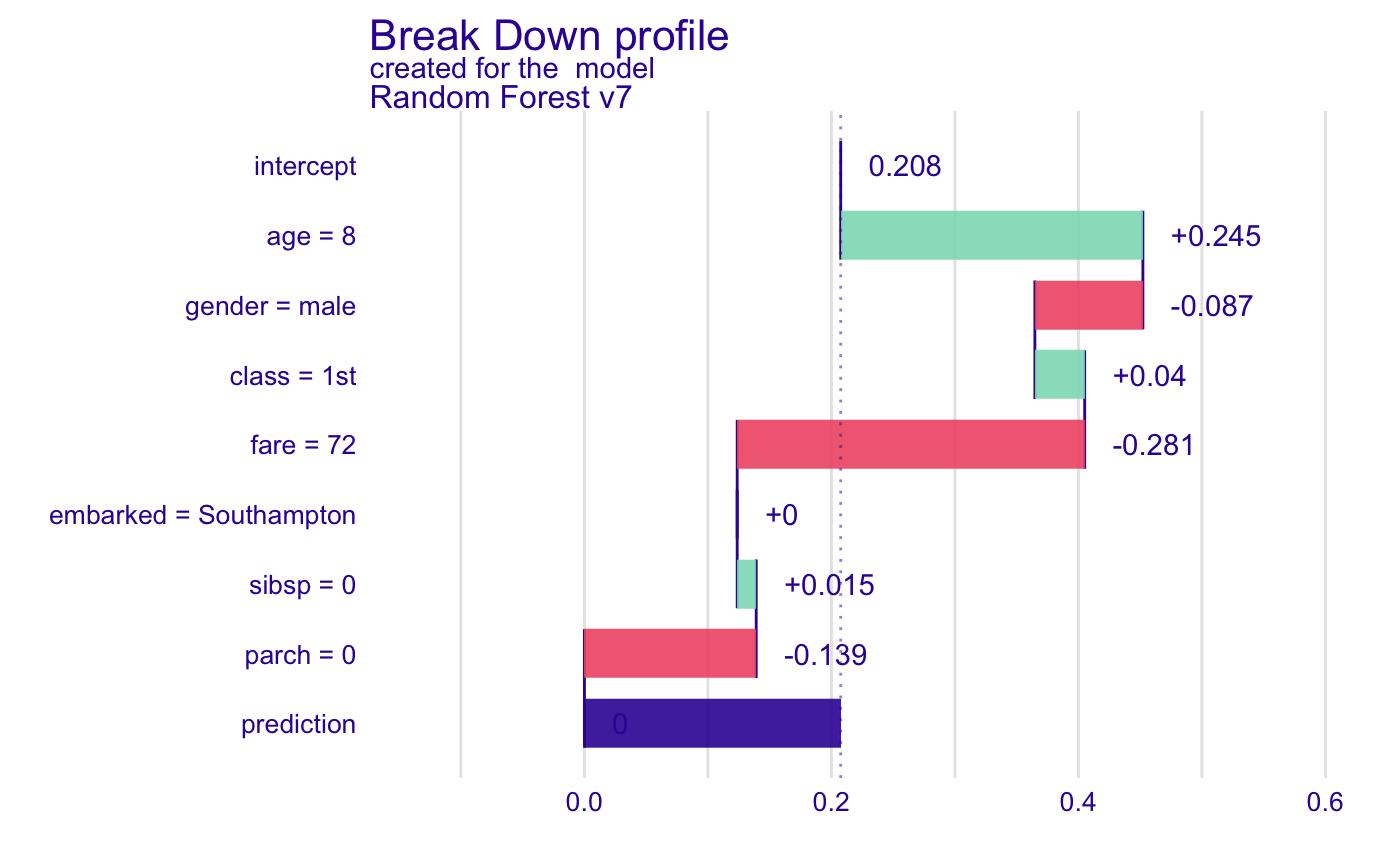 Break Down profile
created for the  model
Random Forest v7
intercept 0.208
age = 8 +0.245
gender = male -0.087
class = 1st +0.04
fare = 72 -0.281
embarked = Southampton +0
sibsp = 0 +0.015
parch = 0 -0.139
prediction 0
0.0 0.2 0.4 0.6